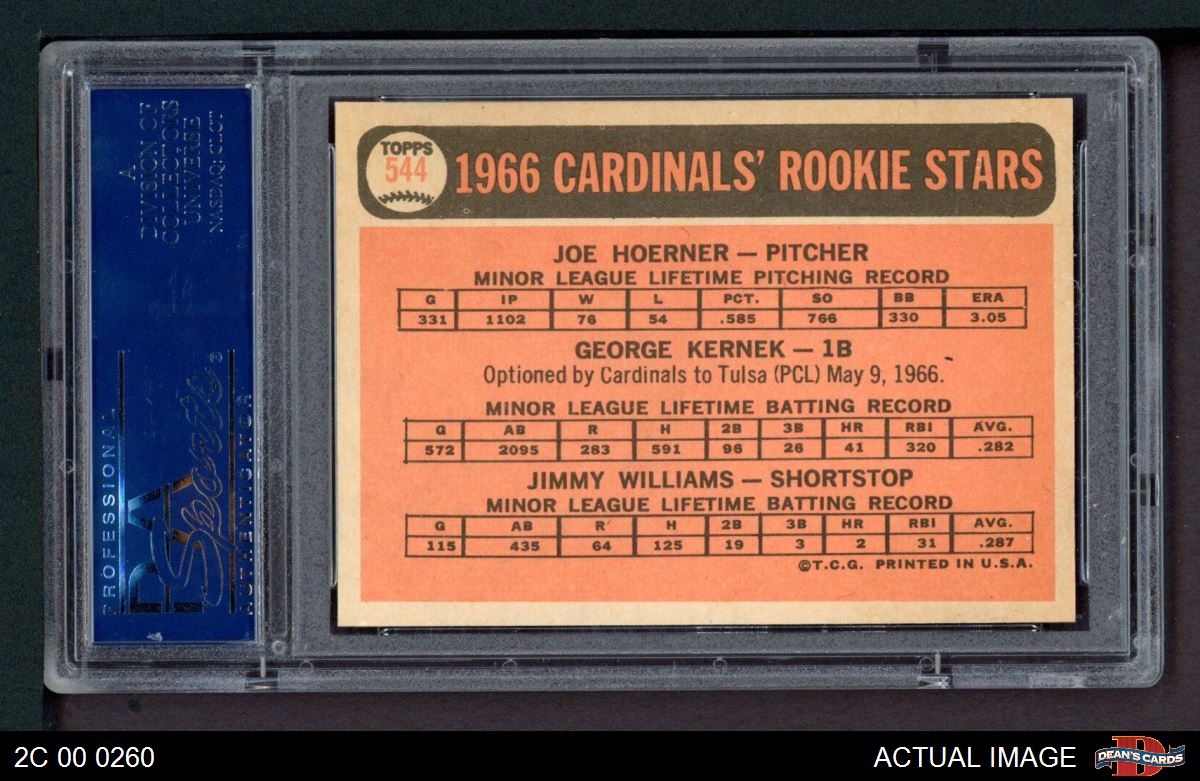 A
DIVISION OF
COLLECTORS
UNIVERSE
NASDAQ: CLCT
PROFESSIONAL
PSA
Sports®
AUTHENTICATOR
TOPPS
544
1966 CARDINALS' ROOKIE STARS
JOE HOERNER — PITCHER
MINOR LEAGUE LIFETIME PITCHING RECORD
G IP W L PCT. SO BB ERA
331 1102 76 54 .585 766 330 3.05
GEORGE KERNEK — 1B
Optioned by Cardinals to Tulsa (PCL) May 9, 1966.
MINOR LEAGUE LIFETIME BATTING RECORD
G AB R H 2B 3B HR RBI AVG.
572 2095 283 591 96 26 41 320 .282
JIMMY WILLIAMS — SHORTSTOP
MINOR LEAGUE LIFETIME BATTING RECORD
G AB R H 2B 3B HR RBI AVG.
115 435 64 125 19 3 2 31 .287
©T.C.G. PRINTED IN U.S.A.
2C 00 0260
ACTUAL IMAGE
D
DEAN'S CARDS